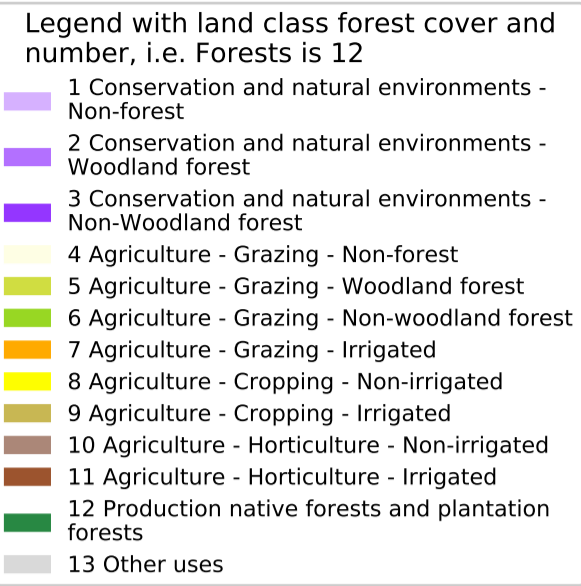 Legend with land class forest cover and
number, i.e. Forests is 12
1 Conservation and natural environments -
Non-forest
2 Conservation and natural environments -
Woodland forest
3 Conservation and natural environments -
Non-Woodland forest
4 Agriculture - Grazing - Non-forest
5 Agriculture - Grazing - Woodland forest
6 Agriculture - Grazing - Non-woodland forest
7 Agriculture - Grazing - Irrigated
8 Agriculture - Cropping - Non-irrigated
9 Agriculture - Cropping - Irrigated
10 Agriculture - Horticulture - Non-irrigated
11 Agriculture - Horticulture - Irrigated
12 Production native forests and plantation
forests
13 Other uses